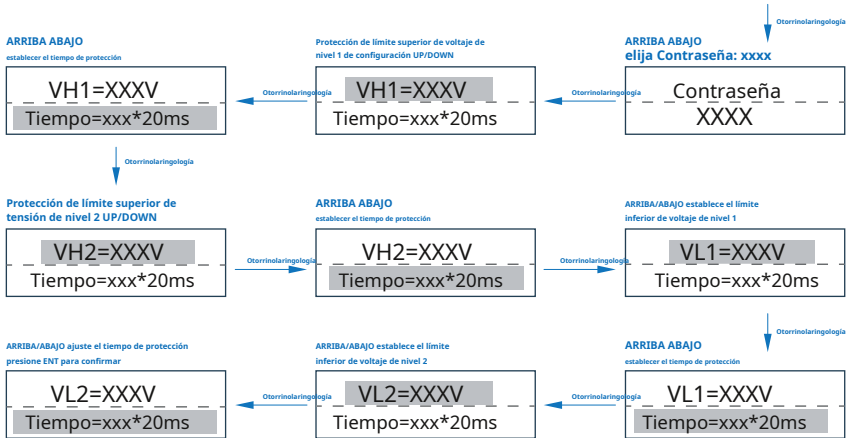 Otorrinolaringología
ARRIBA ABAJO
establecer el tiempo de protección
VH1=XXXV
Tiempo=xxx*20ms
Otorrinolaringología
Protección de límite superior de voltaje de
nivel 1 de configuración UP/DOWN
VH1=XXXV
Tiempo=xxx*20ms
Otorrinolaringología
ARRIBA ABAJO
elija Contraseña: xxxx
Contraseña
XXXX
Otorrinolaringología
Protección de límite superior de
tensión de nivel 2 UP/DOWN
VH2=XXXV
Tiempo=xxx*20ms
Otorrinolaringología
ARRIBA ABAJO
establecer el tiempo de protección
VH2=XXXV
Tiempo=xxx*20ms
Otorrinolaringología
ARRIBA/ABAJO establece el límite
inferior de voltaje de nivel 1
VL1=XXXV
Tiempo=xxx*20ms
Otorrinolaringología
ARRIBA/ABAJO ajuste el tiempo de protección
presione ENT para confirmar
VL2=XXXV
Tiempo=xxx*20ms
Otorrinolaringología
ARRIBA/ABAJO establece el límite
inferior de voltaje de nivel 2
VL2=XXXV
Tiempo=xxx*20ms
Otorrinolaringología
ARRIBA ABAJO
establecer el tiempo de protección
VL1=XXXV
Tiempo=xxx*20ms